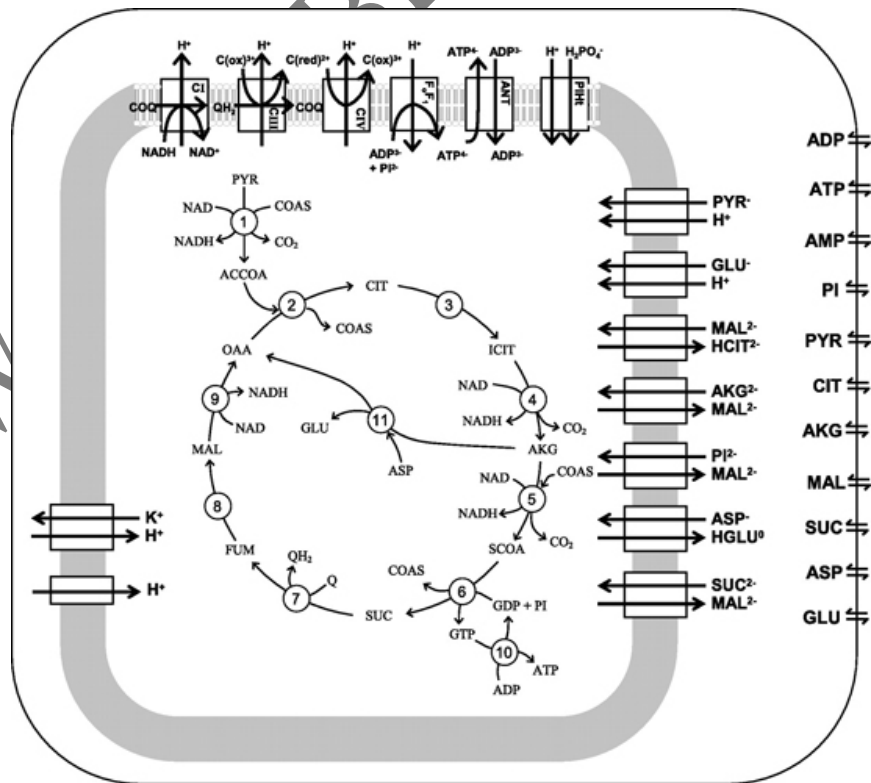 H⁺ H⁺ H⁺ H⁺ ATP⁴⁻ ADP³⁻ H⁺ H₂PO₄⁻
C(ox)³⁺ C(red)²⁺ C(ox)³⁺
CI CIII CIV F₀F₁ ANT PIHt
COQ QH₂ COQ
NADH NAD⁺ ADP³⁻ + PI²⁻ ATP⁴⁻ ADP³⁻
PYR
NAD COAS
1
NADH CO₂
ACCOA
2 CIT 3
COAS
OAA ICIT
NAD
9 NADH 4
NADH CO₂
NAD
GLU 11
MAL AKG
ASP
NAD COAS
8 5
NADH CO₂
FUM SCOA
QH₂ COAS
Q 6
7 GDP + PI
SUC
GTP
10
ATP
ADP
K⁺
H⁺
H⁺
PYR⁻
H⁺
GLU⁻
H⁺
MAL²⁻
HCIT²⁻
AKG²⁻
MAL²⁻
PI²⁻
MAL²⁻
ASP⁻
HGLU⁰
SUC²⁻
MAL²⁻
ADP
ATP
AMP
PI
PYR
CIT
AKG
MAL
SUC
ASP
GLU